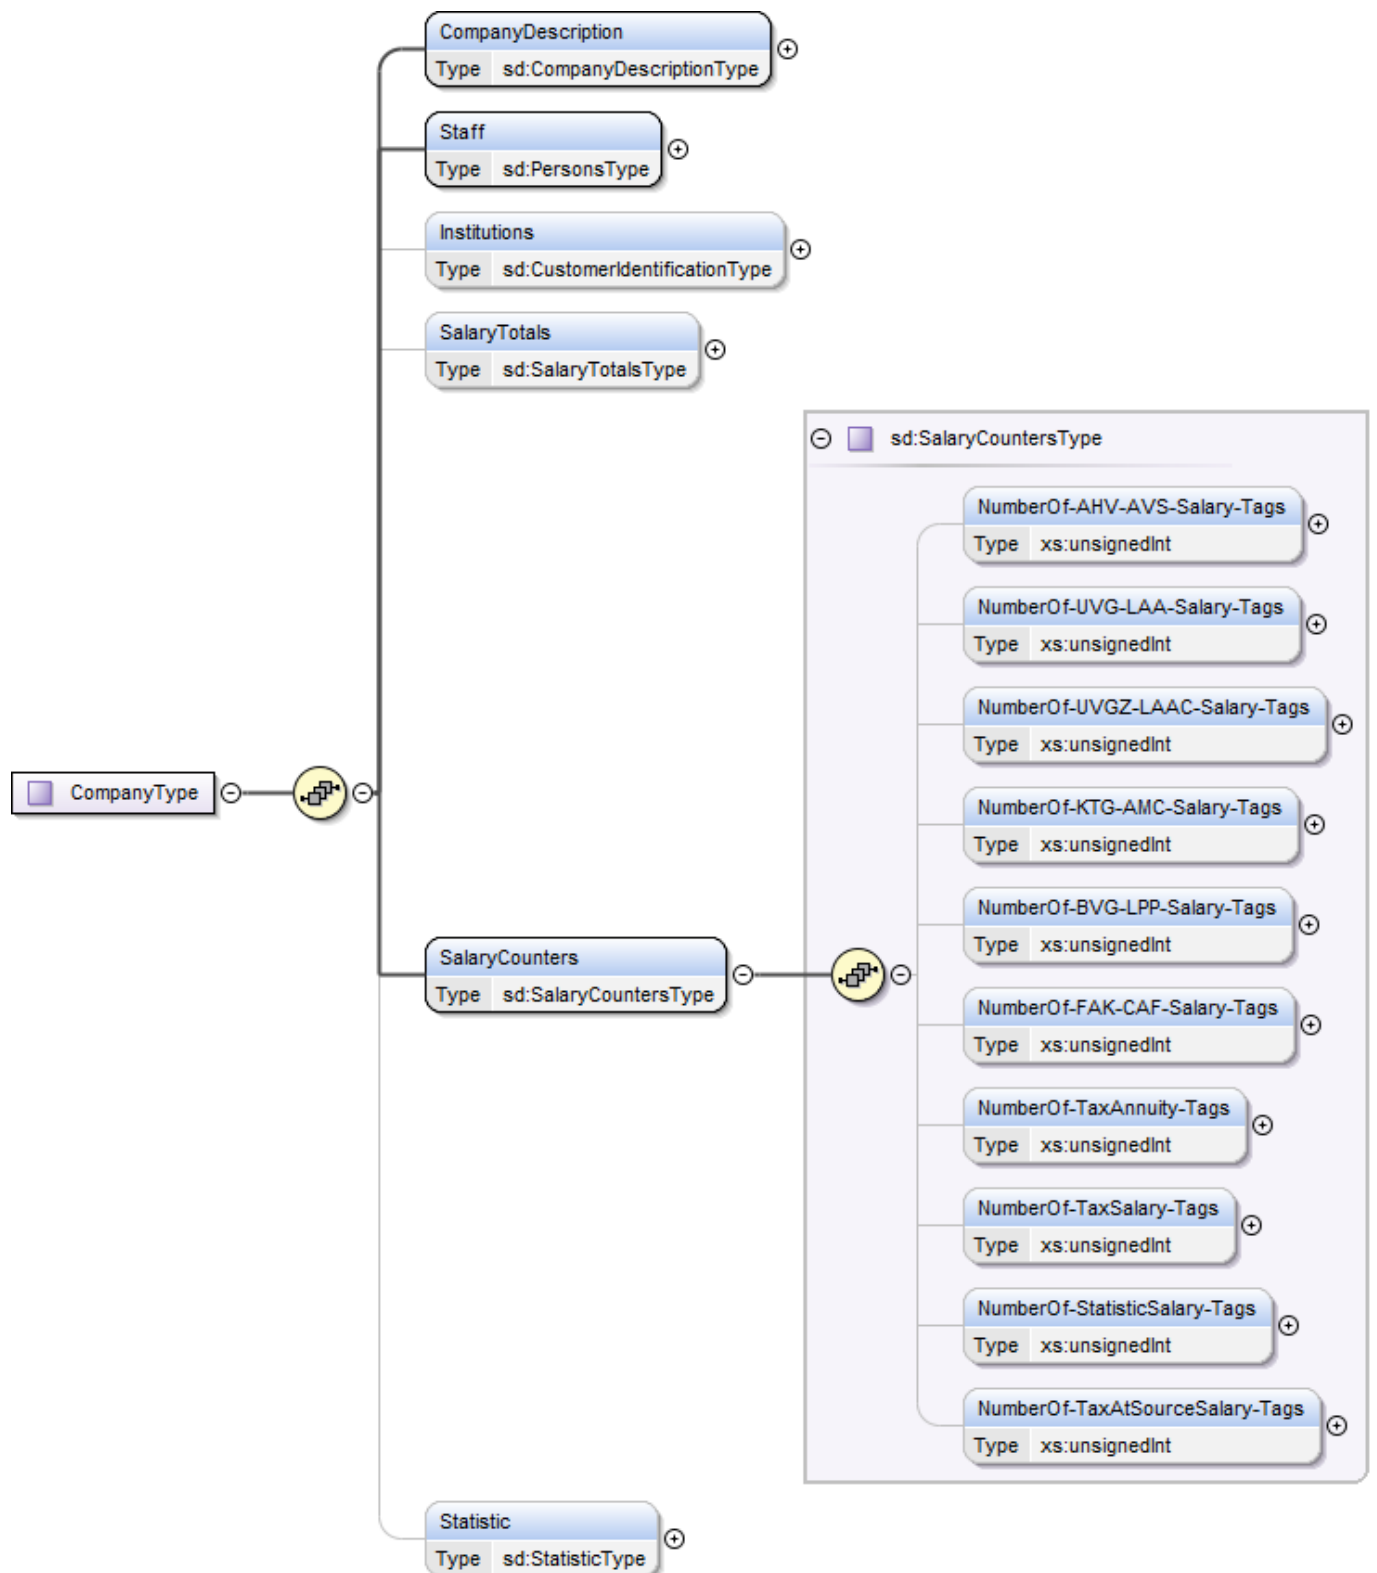 CompanyDescription
Type sd:CompanyDescriptionType
Staff
Type sd:PersonsType
Institutions
Type sd:CustomerIdentificationType
SalaryTotals
Type sd:SalaryTotalsType
sd:SalaryCountersType
NumberOf-AHV-AVS-Salary-Tags
Type xs:unsignedInt
NumberOf-UVG-LAA-Salary-Tags
Type xs:unsignedInt
NumberOf-UVGZ-LAAC-Salary-Tags
Type xs:unsignedInt
CompanyType
NumberOf-KTG-AMC-Salary-Tags
Type xs:unsignedInt
NumberOf-BVG-LPP-Salary-Tags
Type xs:unsignedInt
SalaryCounters
Type sd:SalaryCountersType
NumberOf-FAK-CAF-Salary-Tags
Type xs:unsignedInt
NumberOf-TaxAnnuity-Tags
Type xs:unsignedInt
NumberOf-TaxSalary-Tags
Type xs:unsignedInt
NumberOf-StatisticSalary-Tags
Type xs:unsignedInt
NumberOf-TaxAtSourceSalary-Tags
Type xs:unsignedInt
Statistic
Type sd:StatisticType